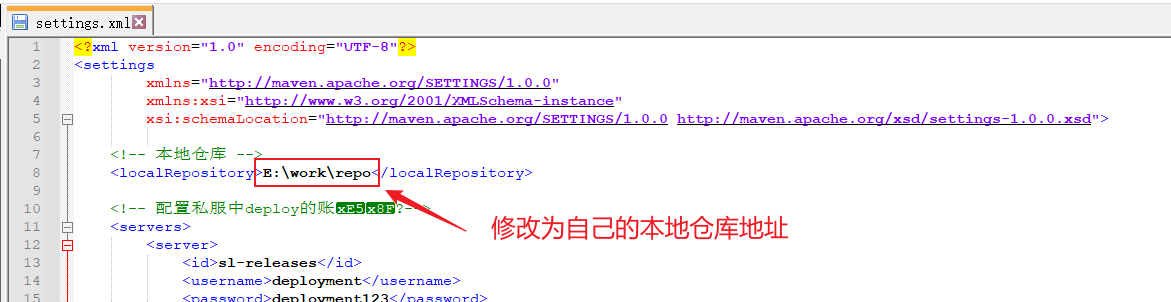 settings.xml
1 <?xml version="1.0" encoding="UTF-8"?>
2 <settings
3 xmlns="http://maven.apache.org/SETTINGS/1.0.0"
4 xmlns:xsi="http://www.w3.org/2001/XMLSchema-instance"
5 xsi:schemaLocation="http://maven.apache.org/SETTINGS/1.0.0 http://maven.apache.org/xsd/settings-1.0.0.xsd">
6
7 <!-- 本地仓库 -->
8 <localRepository>E:\work\repo</localRepository>
9
10 <!-- 配置私服中deploy的账xE5x8F?-->
修改为自己的本地仓库地址
11 <servers>
12 <server>
13 <id>sl-releases</id>
14 <username>deployment</username>
15 <password>deployment123</password>